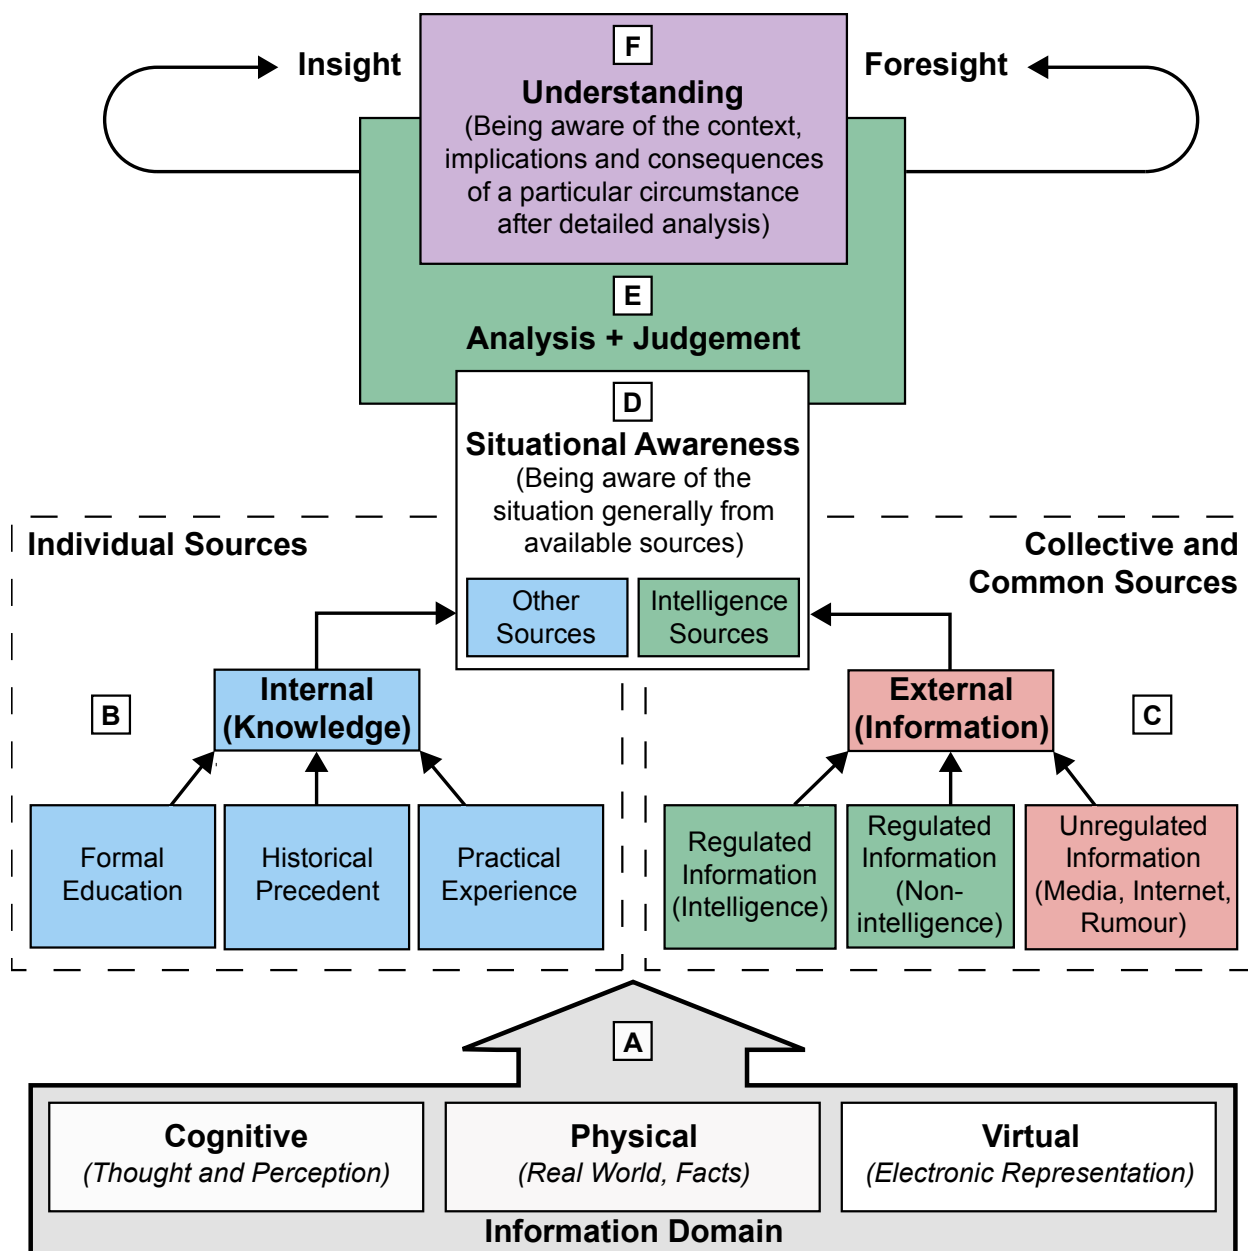 F
Insight
Foresight
Understanding
(Being aware of the context,
implications and consequences
of a particular circumstance
after detailed analysis)
E
Analysis + Judgement
D
Situational Awareness
(Being aware of the
situation generally from
available sources)
Individual Sources
Collective and
Common Sources
Other
Sources
Intelligence
Sources
B
Internal
(Knowledge)
External
(Information)
C
Formal
Education
Historical
Precedent
Practical
Experience
Regulated
Information
(Intelligence)
Regulated
Information
(Non-
intelligence)
Unregulated
Information
(Media, Internet,
Rumour)
A
Cognitive
(Thought and Perception)
Physical
(Real World, Facts)
Virtual
(Electronic Representation)
Information Domain